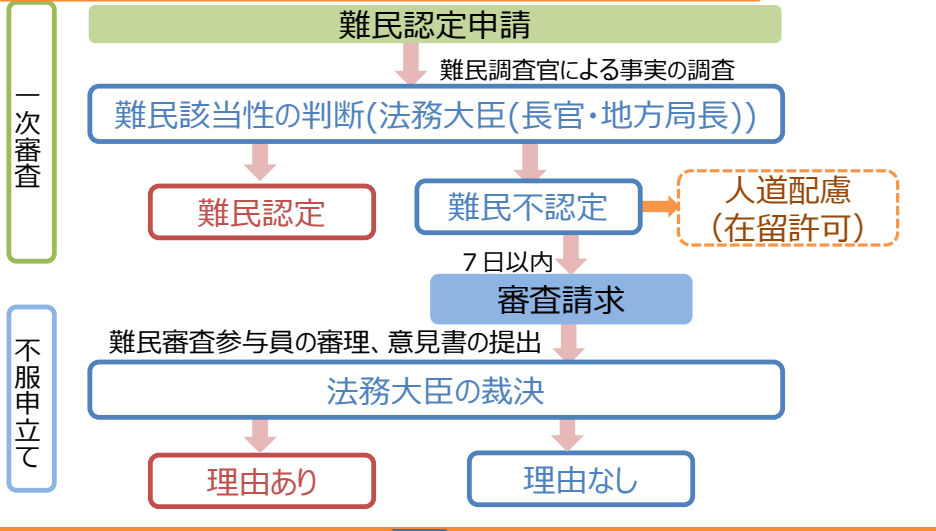 一次審査
難民認定申請
難民調査官による事実の調査
難民該当性の判断(法務大臣(長官・地方局長))
難民認定
難民不認定
人道配慮
（在留許可）
７日以内
審査請求
不服申立て
難民審査参与員の審理、意見書の提出
法務大臣の裁決
理由あり
理由なし